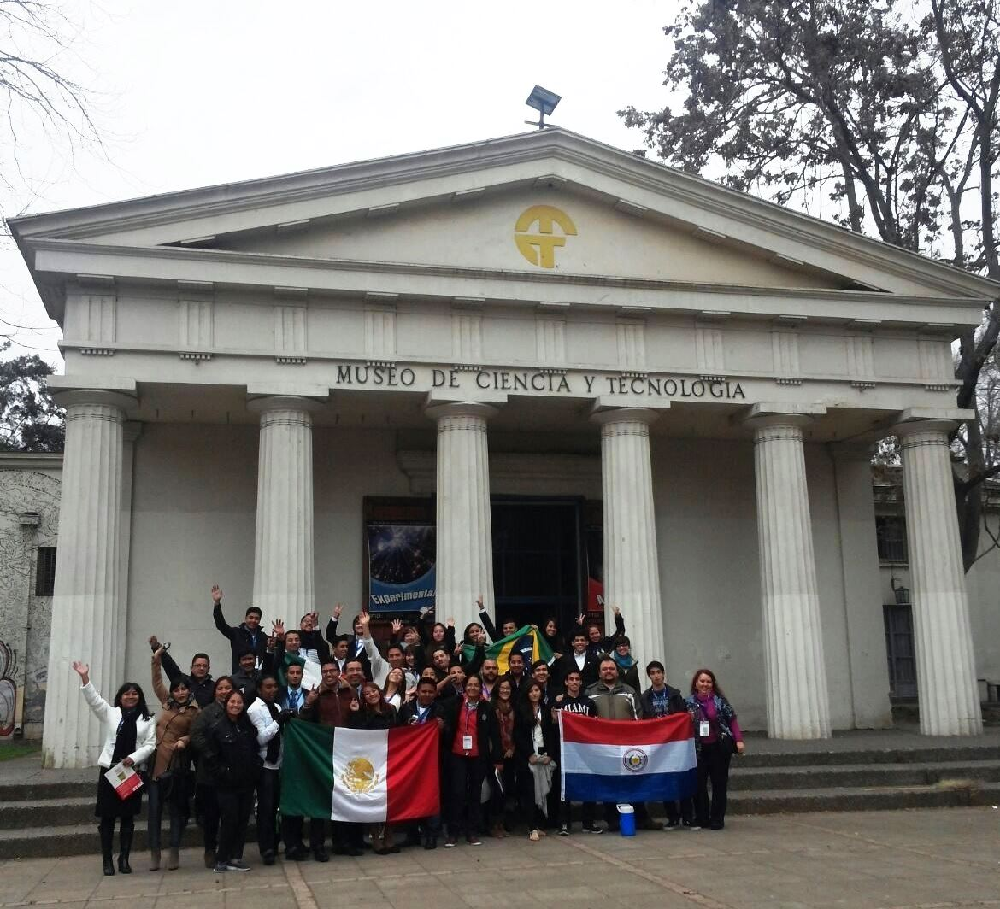 MUSEO DE CIENCIA Y TECNOLOGIA
Experimenta
MIAMI